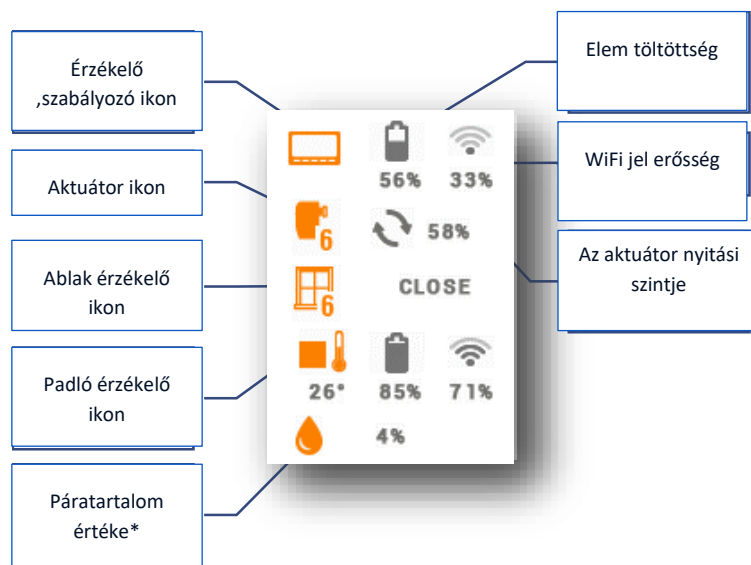 Érzékelő
,szabályozó ikon
Aktuátor ikon
Ablak érzékelő
ikon
Padló érzékelő
ikon
Páratartalom
értéke*
56% 33%
6 58%
6 CLOSE
26° 85% 71%
4%
Elem töltöttség
WiFi jel erősség
Az aktuátor nyitási
szintje